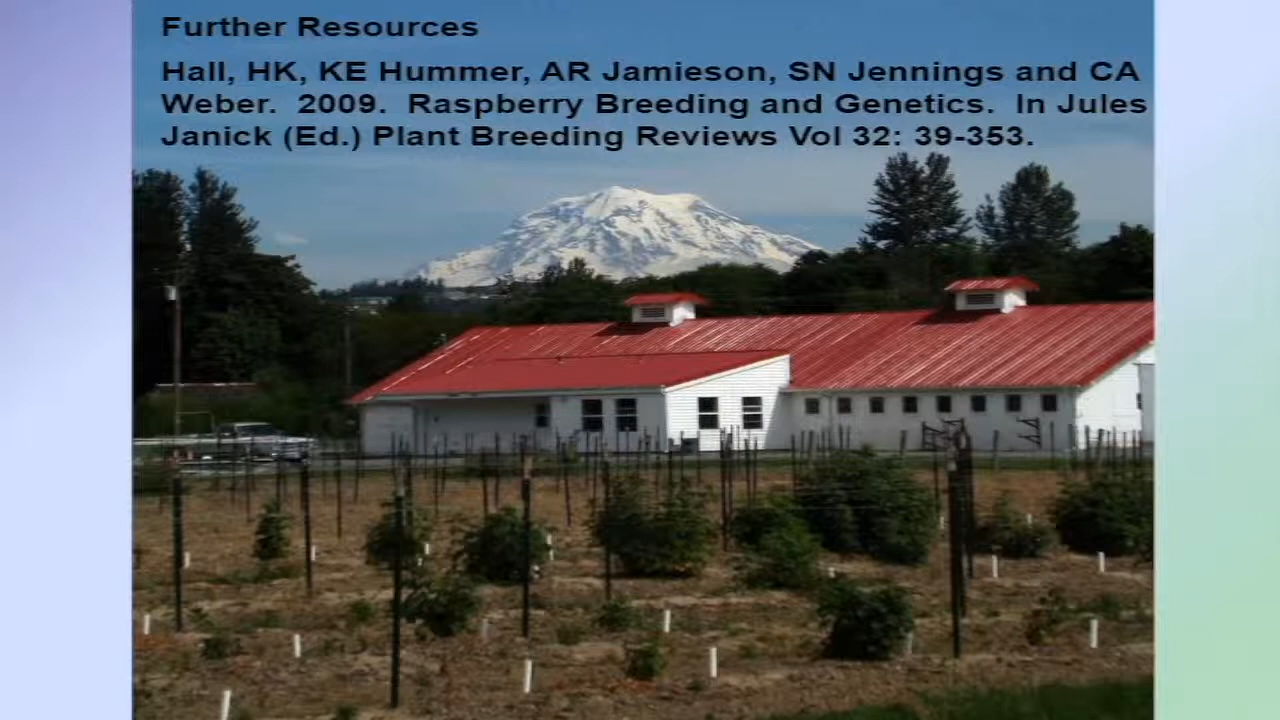 Further Resources
Hall, HK, KE Hummer, AR Jamieson, SN Jennings and CA
Weber.  2009.  Raspberry Breeding and Genetics.  In Jules
Janick (Ed.) Plant Breeding Reviews Vol 32: 39-353.